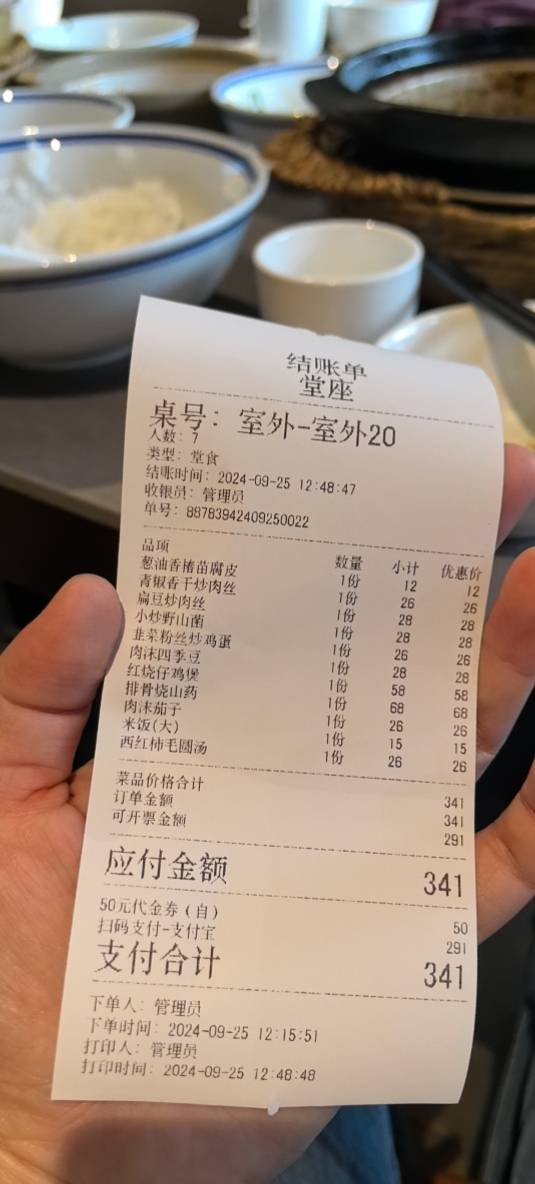 结账单
堂座
桌号: 室外-室外20
人数: 7
类型: 堂食
结账时间: 2024-09-25 12:48:47
收银员: 管理员
单号: 88783942409250022
品项 数量 小计 优惠价
葱油香椿苗腐皮 1份 12 12
青椒香干炒肉丝 1份 26 26
扁豆炒肉丝 1份 28 28
小炒野山菌 1份 28 28
韭菜粉丝炒鸡蛋 1份 26 26
肉沫四季豆 1份 28 28
红烧仔鸡煲 1份 58 58
排骨烧山药 1份 68 68
肉沫茄子 1份 26 26
米饭(大) 1份 15 15
西红柿毛圆汤 1份 26 26
菜品价格合计 341
订单金额 341
可开票金额 291
应付金额 341
50元代金券(自) 50
扫码支付-支付宝 291
支付合计 341
下单人: 管理员
下单时间: 2024-09-25 12:15:51
打印人: 管理员
打印时间: 2024-09-25 12:48:48